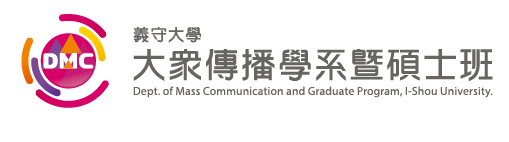 DMC
義守大學
大衆傳播學系暨碩士班
Dept. of Mass Communication and Graduate Program, I-Shou University.